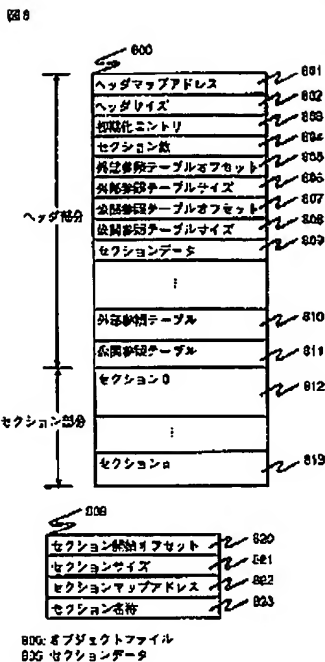 図8
800
ヘッダマップアドレス 801
ヘッダサイズ 802
初期化エントリ 803
セクション数 804
外部参照テーブルオフセット 805
外部参照テーブルサイズ 806
公開参照テーブルオフセット 807
公開参照テーブルサイズ 808
セクションデータ 809
ヘッダ部分
外部参照テーブル 810
公開参照テーブル 811
セクション0 812
セクション部分
セクションn 813
809
セクション開始オフセット 820
セクションサイズ 821
セクションマップアドレス 822
セクション名称 823
800: オブジェクトファイル
809: セクションデータ